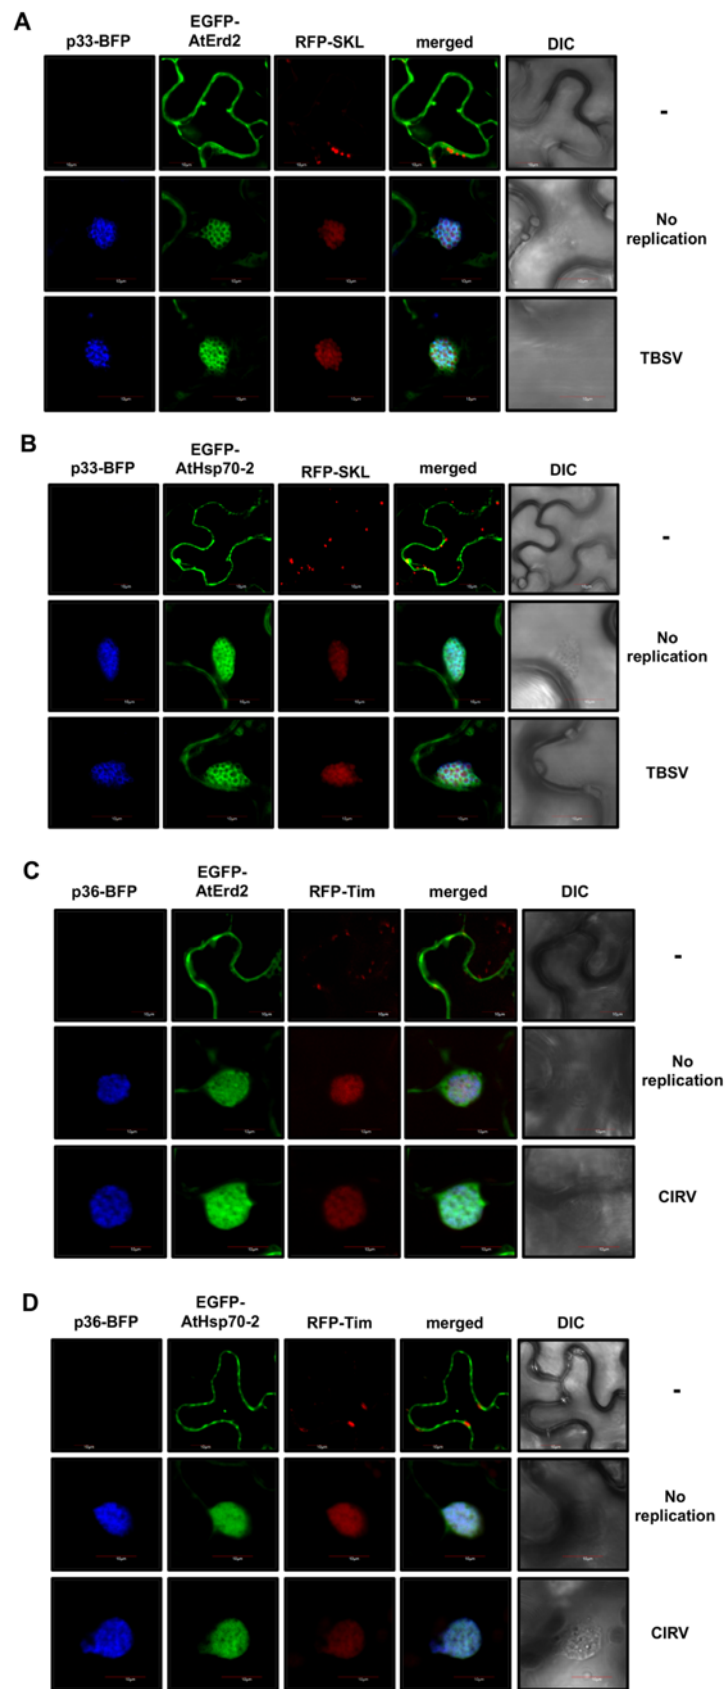 A
p33-BFP
EGFP-
AtErd2
RFP-SKL
merged
DIC
-
No
replication
TBSV
B
p33-BFP
EGFP-
AtHsp70-2
RFP-SKL
merged
DIC
-
No
replication
TBSV
C
p36-BFP
EGFP-
AtErd2
RFP-Tim
merged
DIC
-
No
replication
CIRV
D
p36-BFP
EGFP-
AtHsp70-2
RFP-Tim
merged
DIC
-
No
replication
CIRV